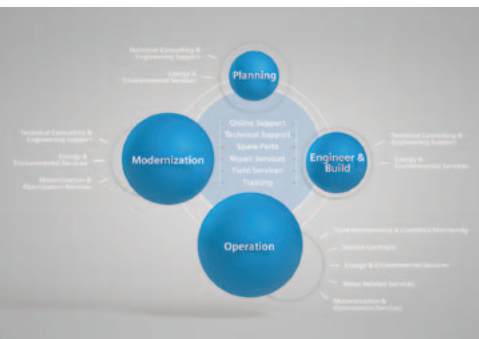 Technical Consulting &
Engineering Support
Energy &
Environmental Services
Planning
Online Support
Technical Support
Spare Parts
Repair Services
Field Services
Training
Technical Consulting &
Engineering Support
Energy &
Environmental Services
Modernization &
Optimization Services
Modernization
Engineer &
Build
Technical Consulting &
Engineering Support
Energy &
Environmental Services
Operation
Maintenance & Condition Monitoring
Service Contracts
Energy & Environmental Services
Related Services
Modernization &
Optimization Services